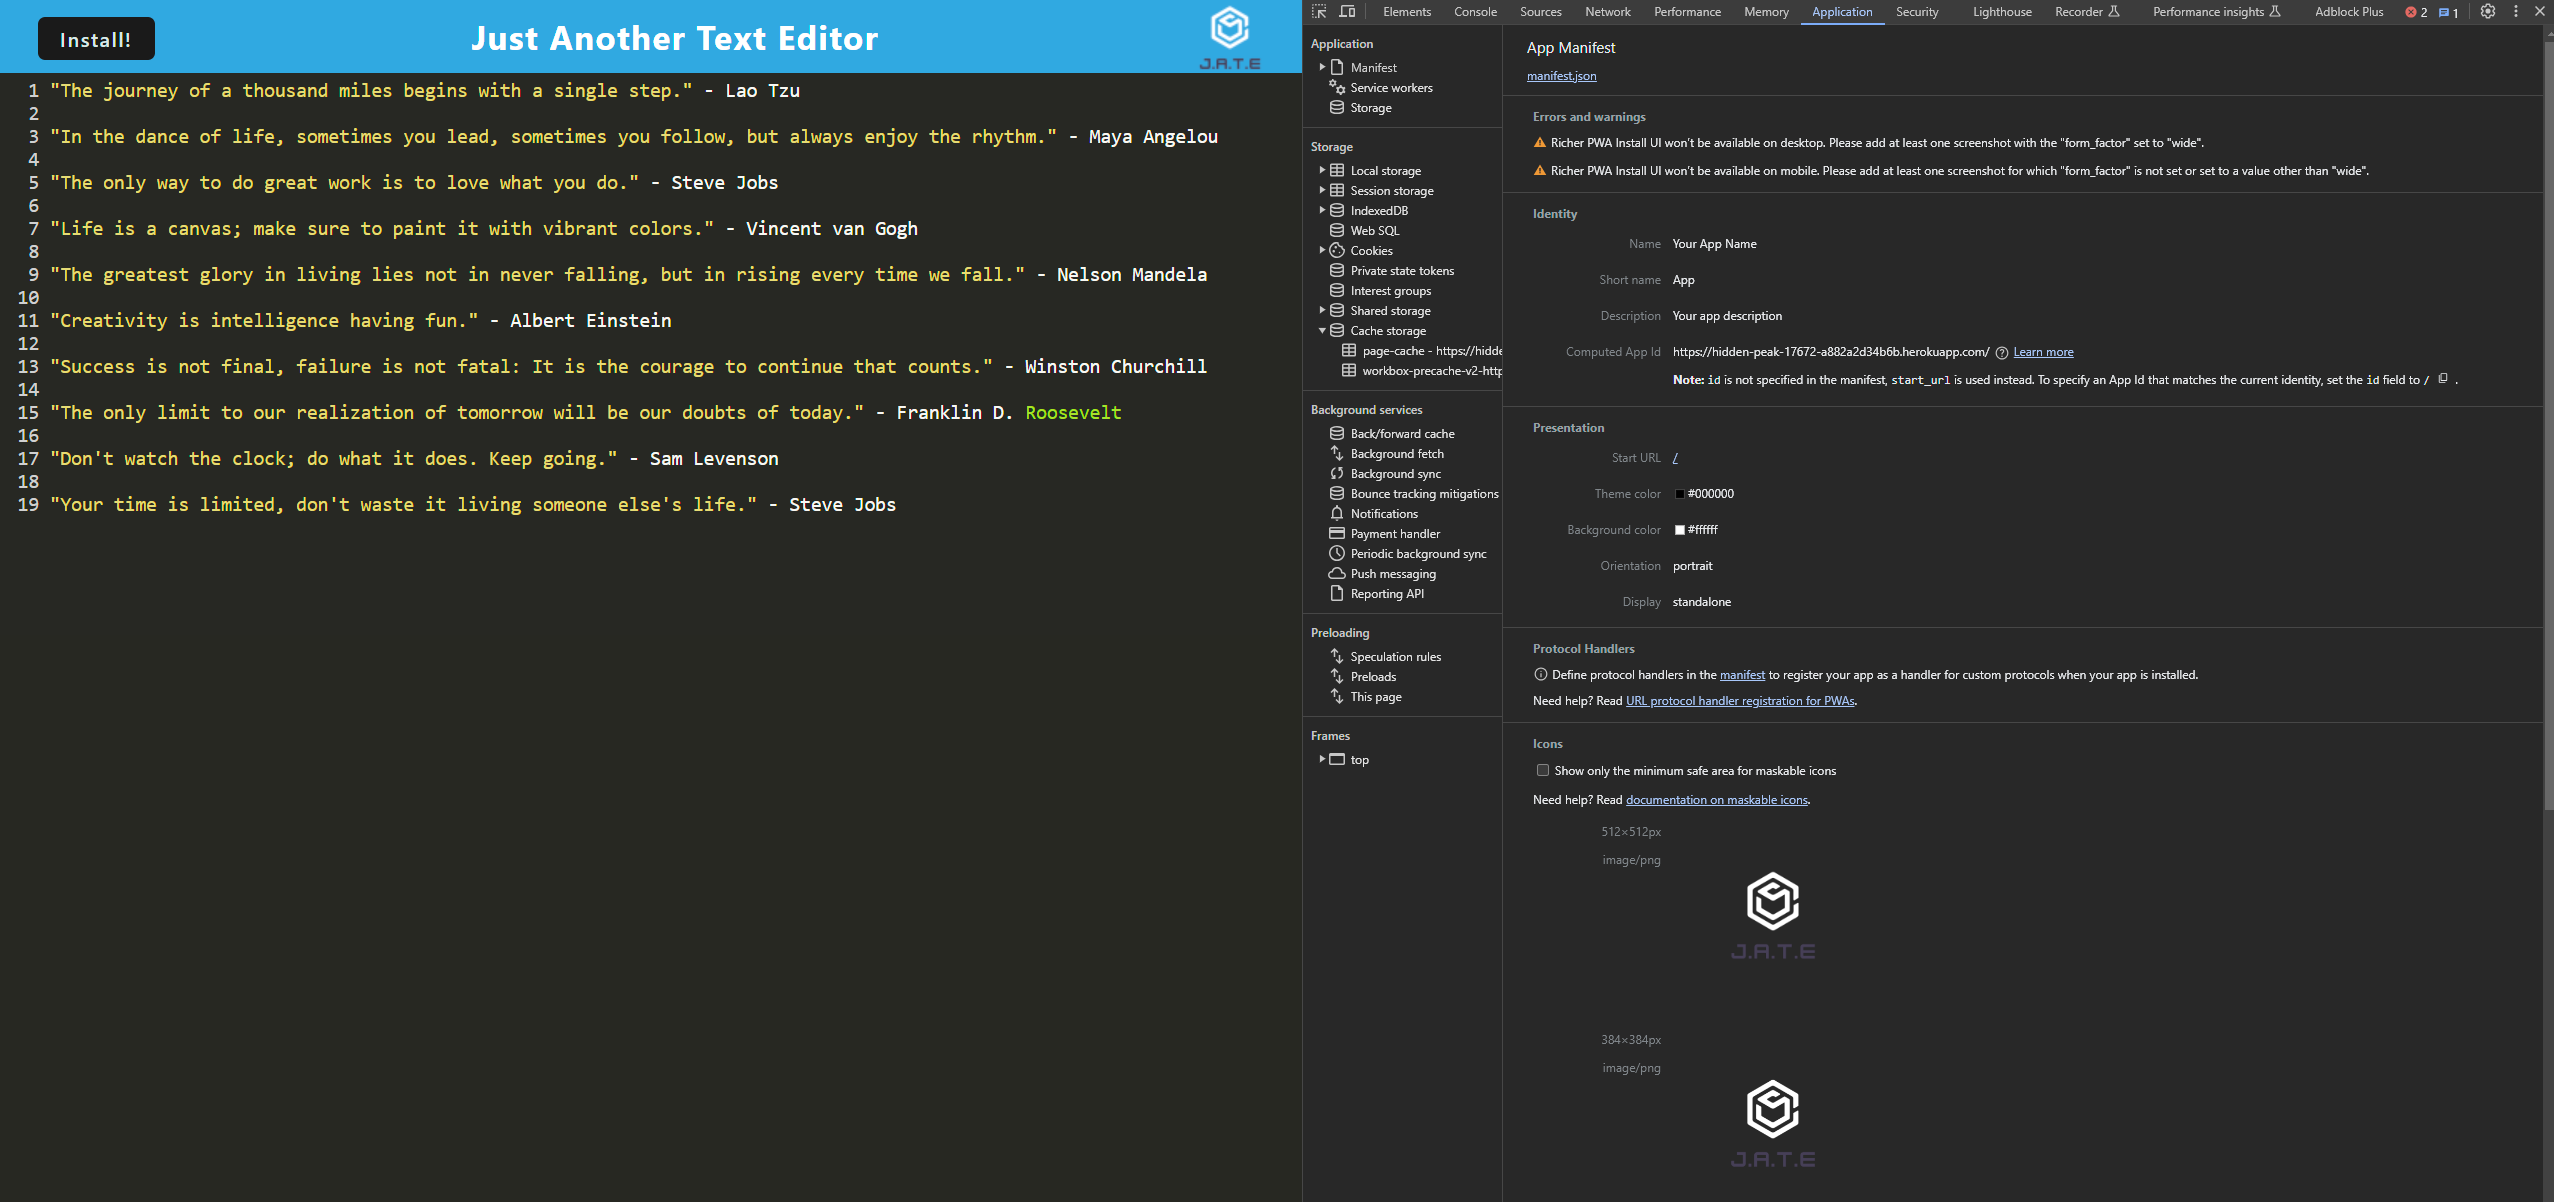 Install!
Just Another Text Editor
J.A.T.E
1 "The journey of a thousand miles begins with a single step." - Lao Tzu
2
3 "In the dance of life, sometimes you lead, sometimes you follow, but always enjoy the rhythm." - Maya Angelou
4
5 "The only way to do great work is to love what you do." - Steve Jobs
6
7 "Life is a canvas; make sure to paint it with vibrant colors." - Vincent van Gogh
8
9 "The greatest glory in living lies not in never falling, but in rising every time we fall." - Nelson Mandela
10
11 "Creativity is intelligence having fun." - Albert Einstein
12
13 "Success is not final, failure is not fatal: It is the courage to continue that counts." - Winston Churchill
14
15 "The only limit to our realization of tomorrow will be our doubts of today." - Franklin D. Roosevelt
16
17 "Don't watch the clock; do what it does. Keep going." - Sam Levenson
18
19 "Your time is limited, don't waste it living someone else's life." - Steve Jobs
Elements Console Sources Network Performance Memory Application Security Lighthouse Recorder Performance insights Adblock Plus 2 1
Application
Manifest
Service workers
Storage
Storage
Local storage
Session storage
IndexedDB
Web SQL
Cookies
Private state tokens
Interest groups
Shared storage
Cache storage
page-cache - https://hidde
workbox-precache-v2-http
Background services
Back/forward cache
Background fetch
Background sync
Bounce tracking mitigations
Notifications
Payment handler
Periodic background sync
Push messaging
Reporting API
Preloading
Speculation rules
Preloads
This page
Frames
top
App Manifest
manifest.json
Errors and warnings
Richer PWA Install UI won't be available on desktop. Please add at least one screenshot with the "form_factor" set to "wide".
Richer PWA Install UI won't be available on mobile. Please add at least one screenshot for which "form_factor" is not set or set to a value other than "wide".
Identity
Name Your App Name
Short name App
Description Your app description
Computed App Id https://hidden-peak-17672-a882a2d34b6b.herokuapp.com/ Learn more
Note: id is not specified in the manifest, start_url is used instead. To specify an App Id that matches the current identity, set the id field to / .
Presentation
Start URL /
Theme color #000000
Background color #ffffff
Orientation portrait
Display standalone
Protocol Handlers
Define protocol handlers in the manifest to register your app as a handler for custom protocols when your app is installed.
Need help? Read URL protocol handler registration for PWAs.
Icons
Show only the minimum safe area for maskable icons
Need help? Read documentation on maskable icons.
512×512px
image/png
J.A.T.E
384×384px
image/png
J.A.T.E